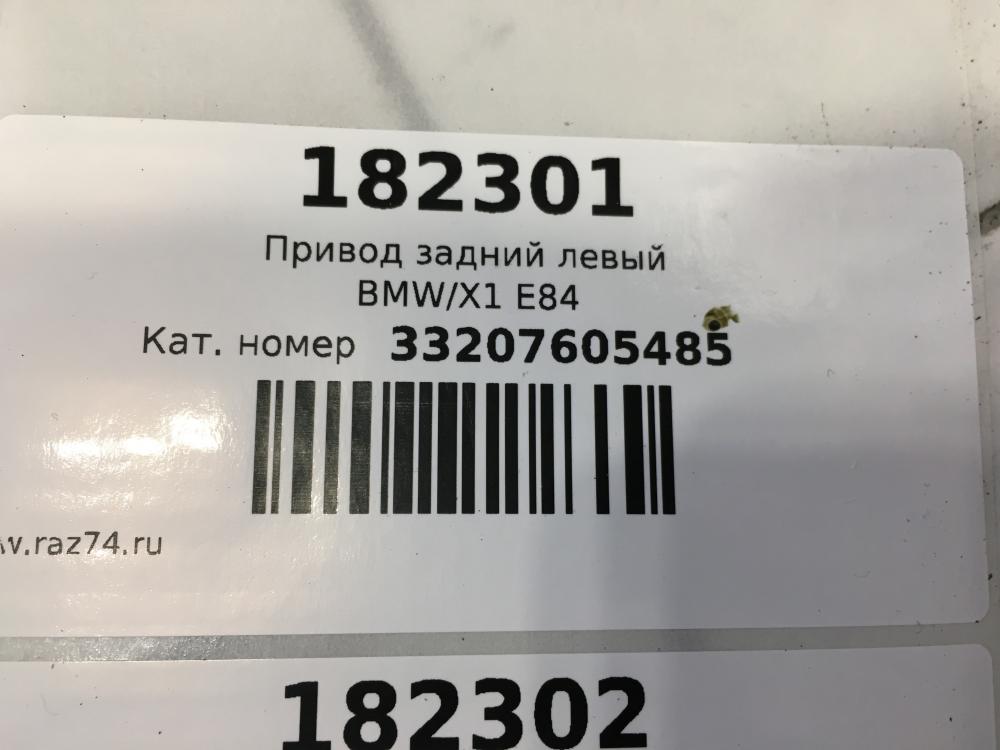 182301
Привод задний левый
BMW/X1 E84
Кат. номер 33207605485
w.raz74.ru
182302